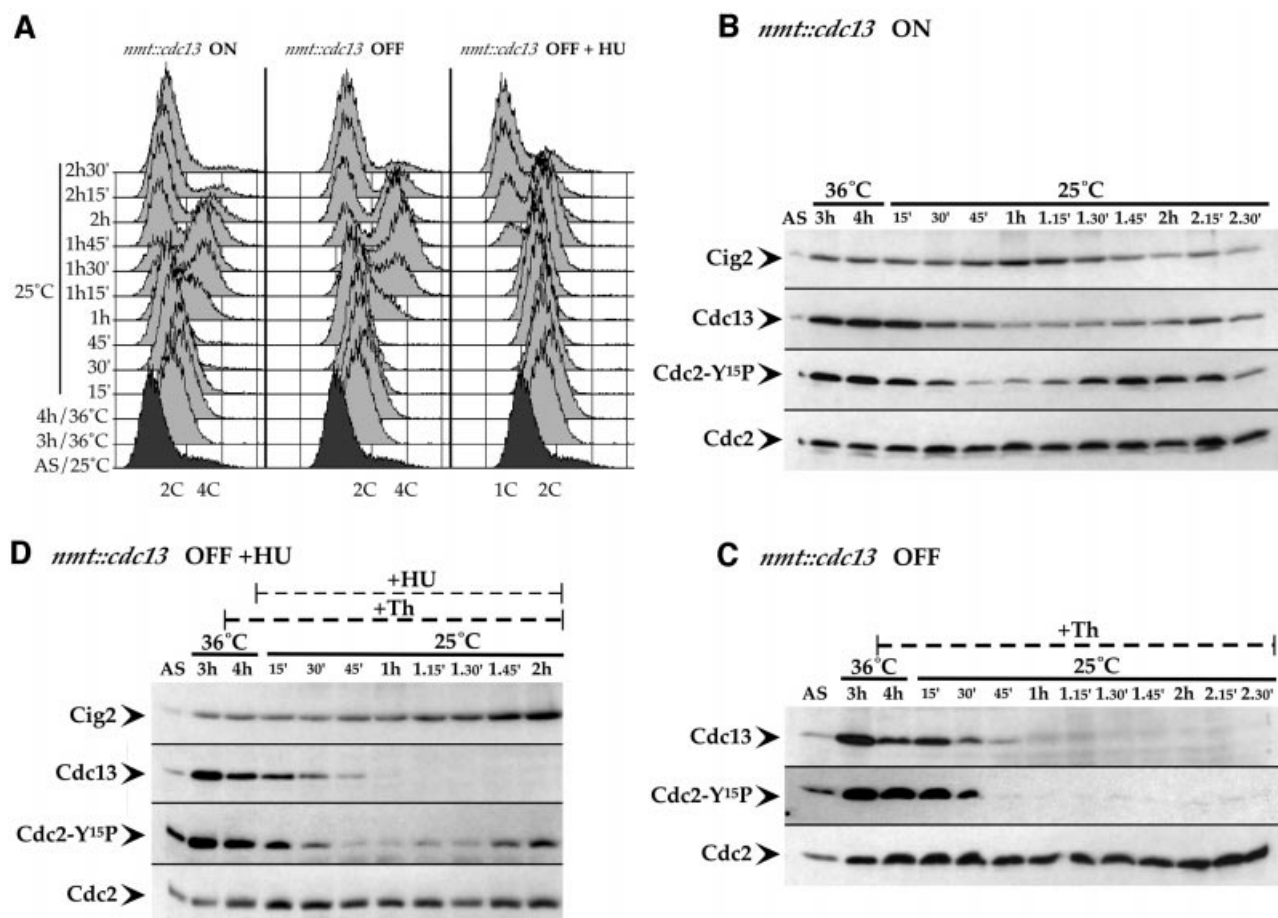 A
nmt::cdc13 ON
nmt::cdc13 OFF
nmt::cdc13 OFF + HU
2h30'
2h15'
2h
1h45'
1h30'
25°C
1h15'
1h
45'
30'
15'
4h/36°C
3h/36°C
AS/25°C
2C 4C
2C 4C
1C 2C
B nmt::cdc13 ON
36°C 25°C
AS 3h 4h 15' 30' 45' 1h 1.15' 1.30' 1.45' 2h 2.15' 2.30'
Cig2
Cdc13
Cdc2-Y15P
Cdc2
D nmt::cdc13 OFF +HU
+HU
+Th
36°C 25°C
AS 3h 4h 15' 30' 45' 1h 1.15' 1.30' 1.45' 2h
Cig2
Cdc13
Cdc2-Y15P
Cdc2
C nmt::cdc13 OFF
+Th
36°C 25°C
AS 3h 4h 15' 30' 45' 1h 1.15' 1.30' 1.45' 2h 2.15' 2.30'
Cdc13
Cdc2-Y15P
Cdc2